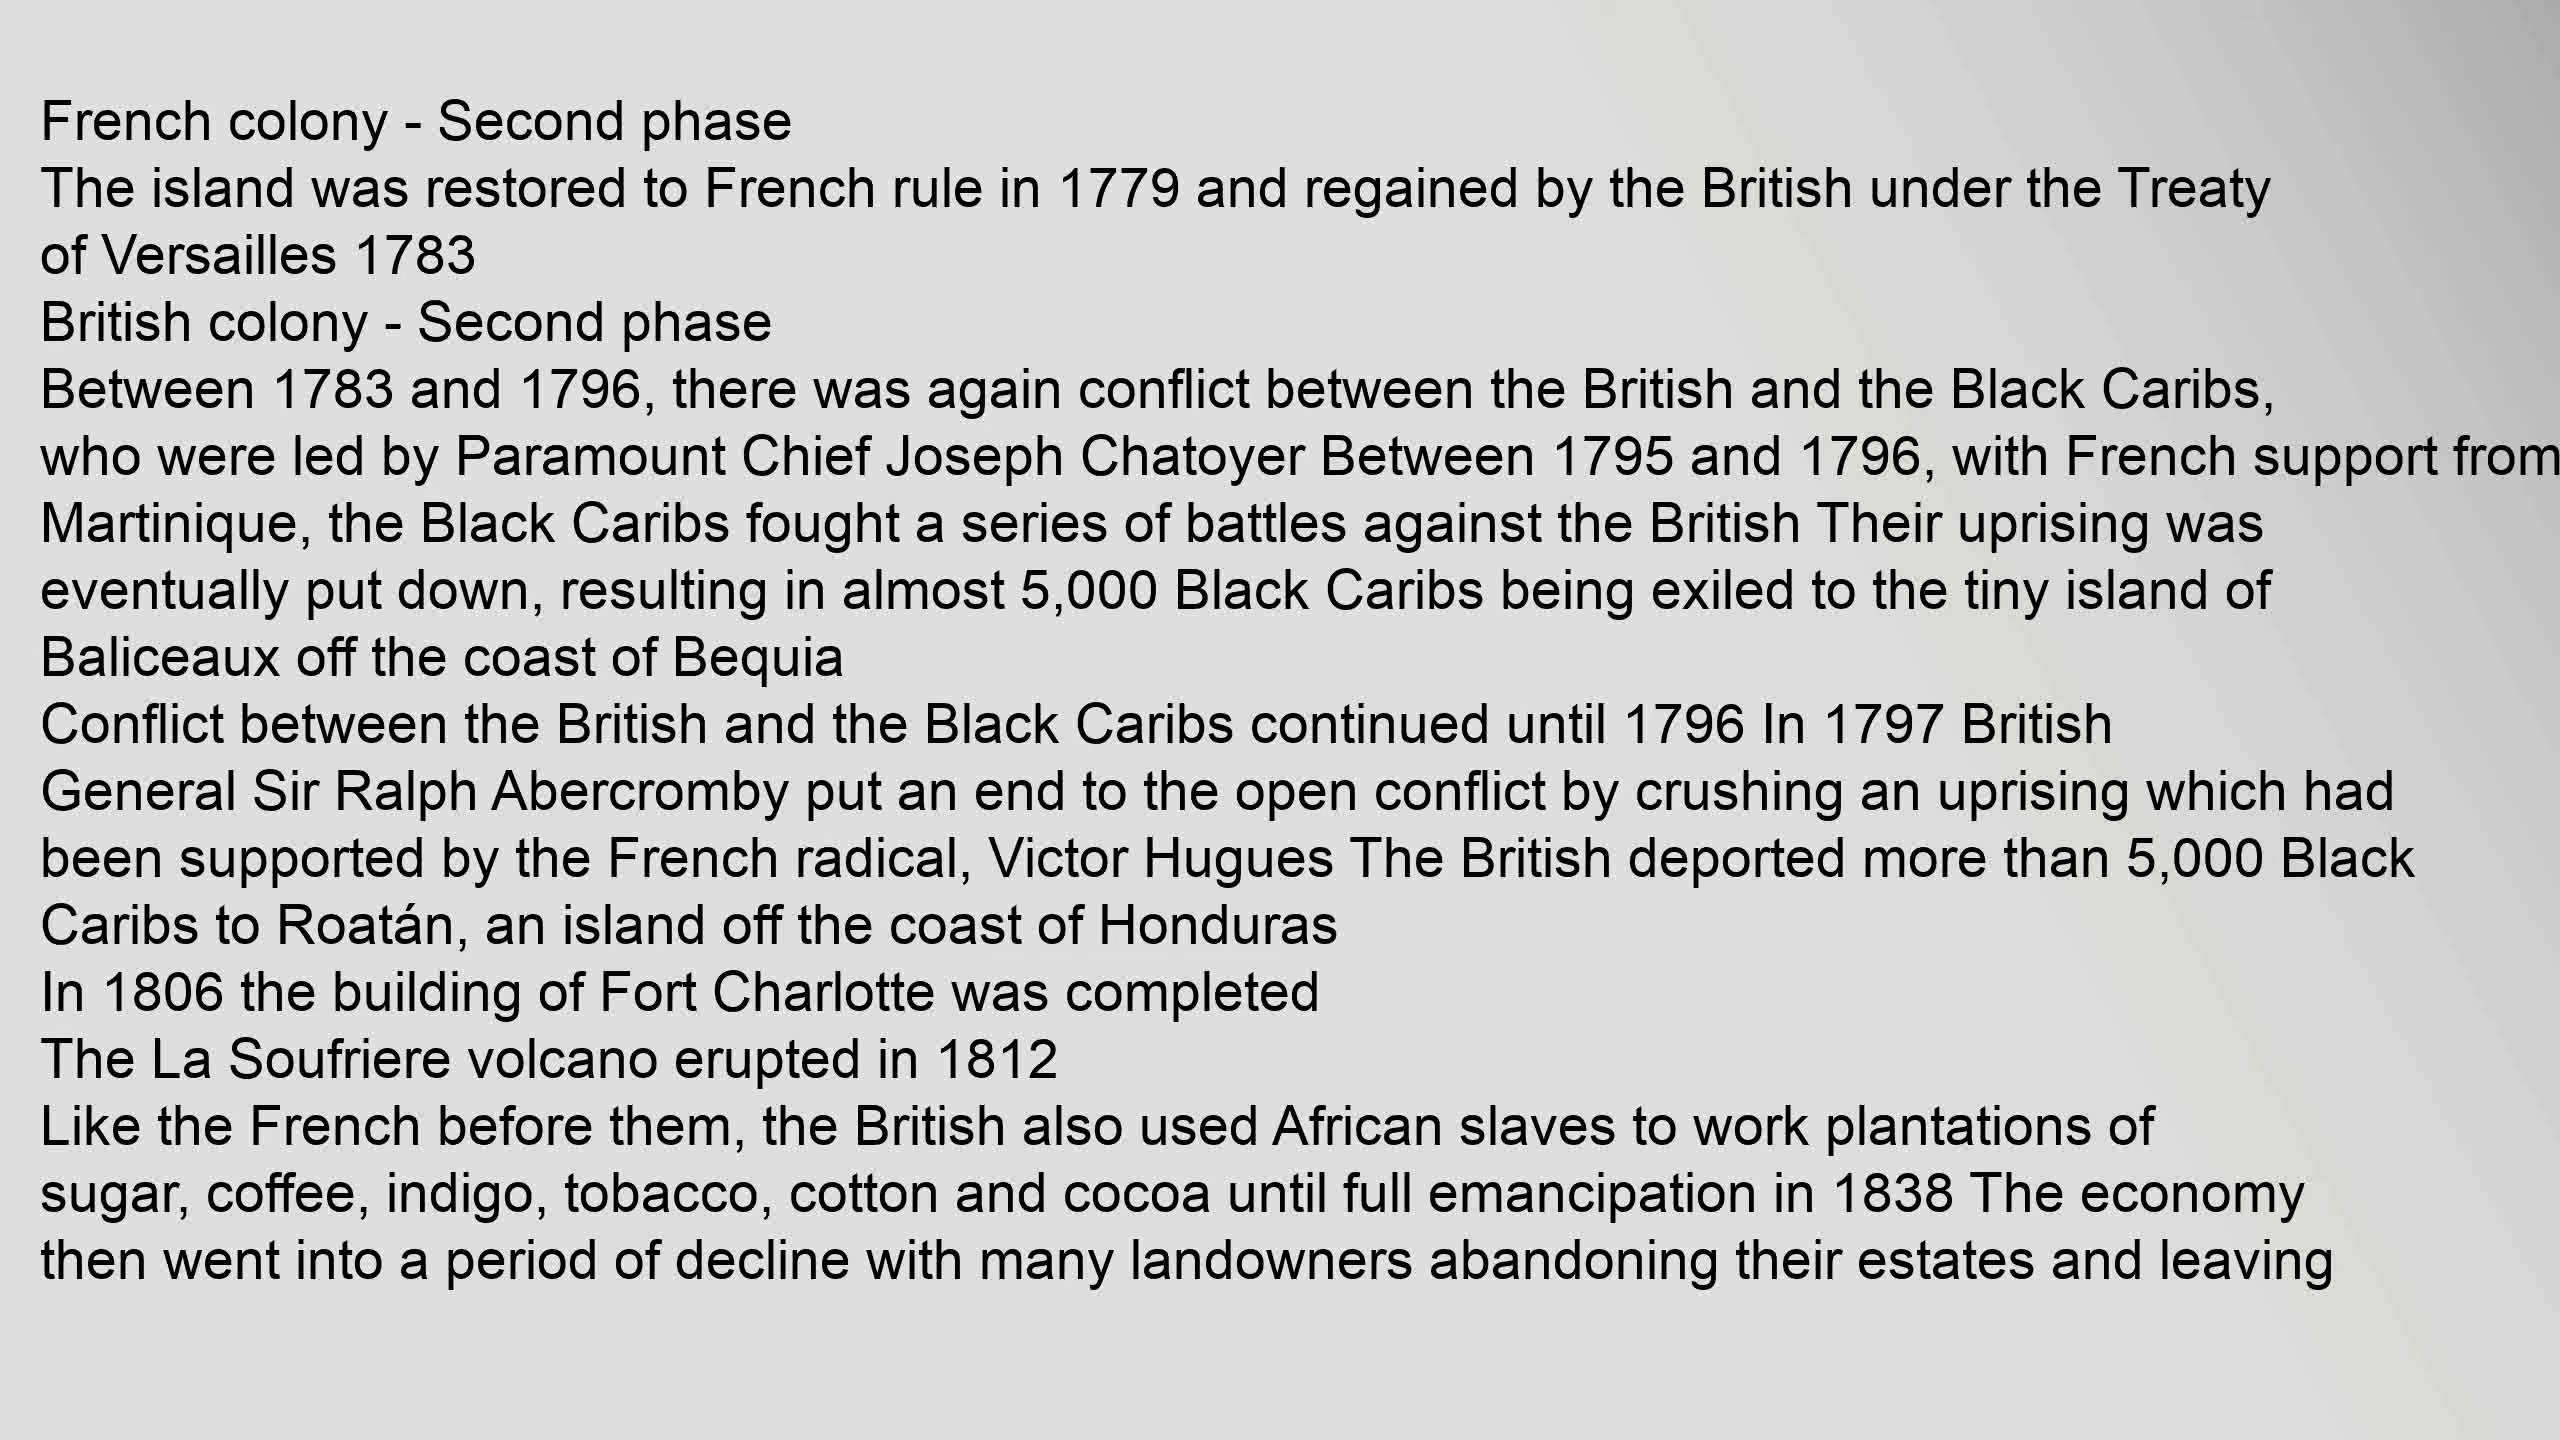 French colony - Second phase
The island was restored to French rule in 1779 and regained by the British under the Treaty
of Versailles 1783
British colony - Second phase
Between 1783 and 1796, there was again conflict between the British and the Black Caribs,
who were led by Paramount Chief Joseph Chatoyer Between 1795 and 1796, with French support from
Martinique, the Black Caribs fought a series of battles against the British Their uprising was
eventually put down, resulting in almost 5,000 Black Caribs being exiled to the tiny island of
Baliceaux off the coast of Bequia
Conflict between the British and the Black Caribs continued until 1796 In 1797 British
General Sir Ralph Abercromby put an end to the open conflict by crushing an uprising which had
been supported by the French radical, Victor Hugues The British deported more than 5,000 Black
Caribs to Roatán, an island off the coast of Honduras
In 1806 the building of Fort Charlotte was completed
The La Soufriere volcano erupted in 1812
Like the French before them, the British also used African slaves to work plantations of
sugar, coffee, indigo, tobacco, cotton and cocoa until full emancipation in 1838 The economy
then went into a period of decline with many landowners abandoning their estates and leaving